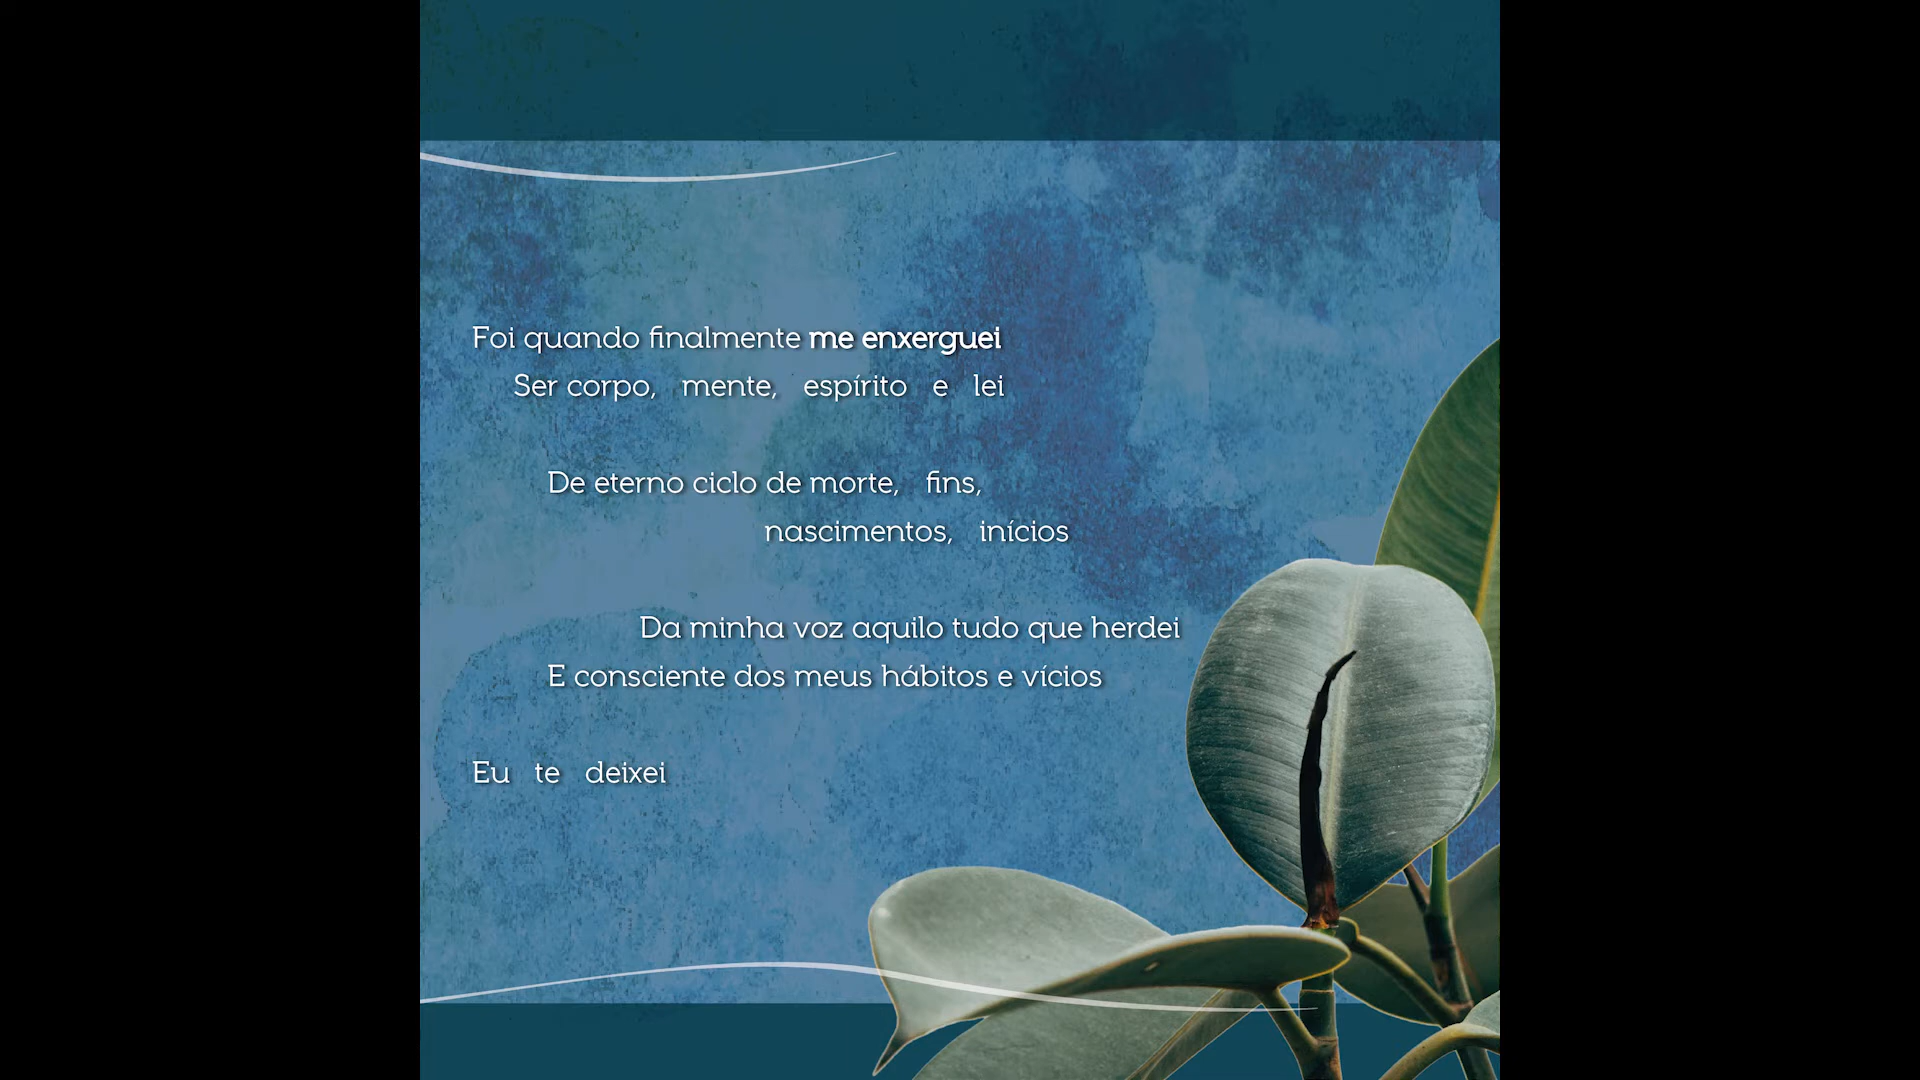 Foi quando finalmente me enxerguei
Ser corpo, mente, espírito e lei
De eterno ciclo de morte, fins,
nascimentos, inícios
Da minha voz aquilo tudo que herdei
E consciente dos meus hábitos e vícios
Eu te deixei